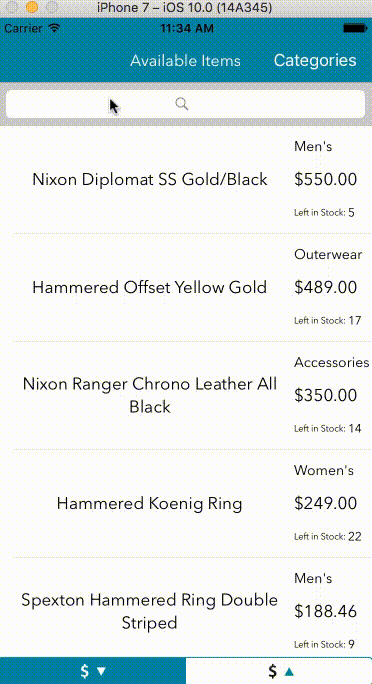 iPhone 7 – iOS 10.0 (14A345)
Carrier 11:34 AM
Available Items Categories
Men's
Nixon Diplomat SS Gold/Black $550.00
Left in Stock: 5
Outerwear
Hammered Offset Yellow Gold $489.00
Left in Stock: 17
Accessories
Nixon Ranger Chrono Leather All
Black
$350.00
Left in Stock: 14
Women's
Hammered Koenig Ring $249.00
Left in Stock: 22
Men's
Spexton Hammered Ring Double
Striped
$188.46
Left in Stock: 9
$ ▼ $ ▲